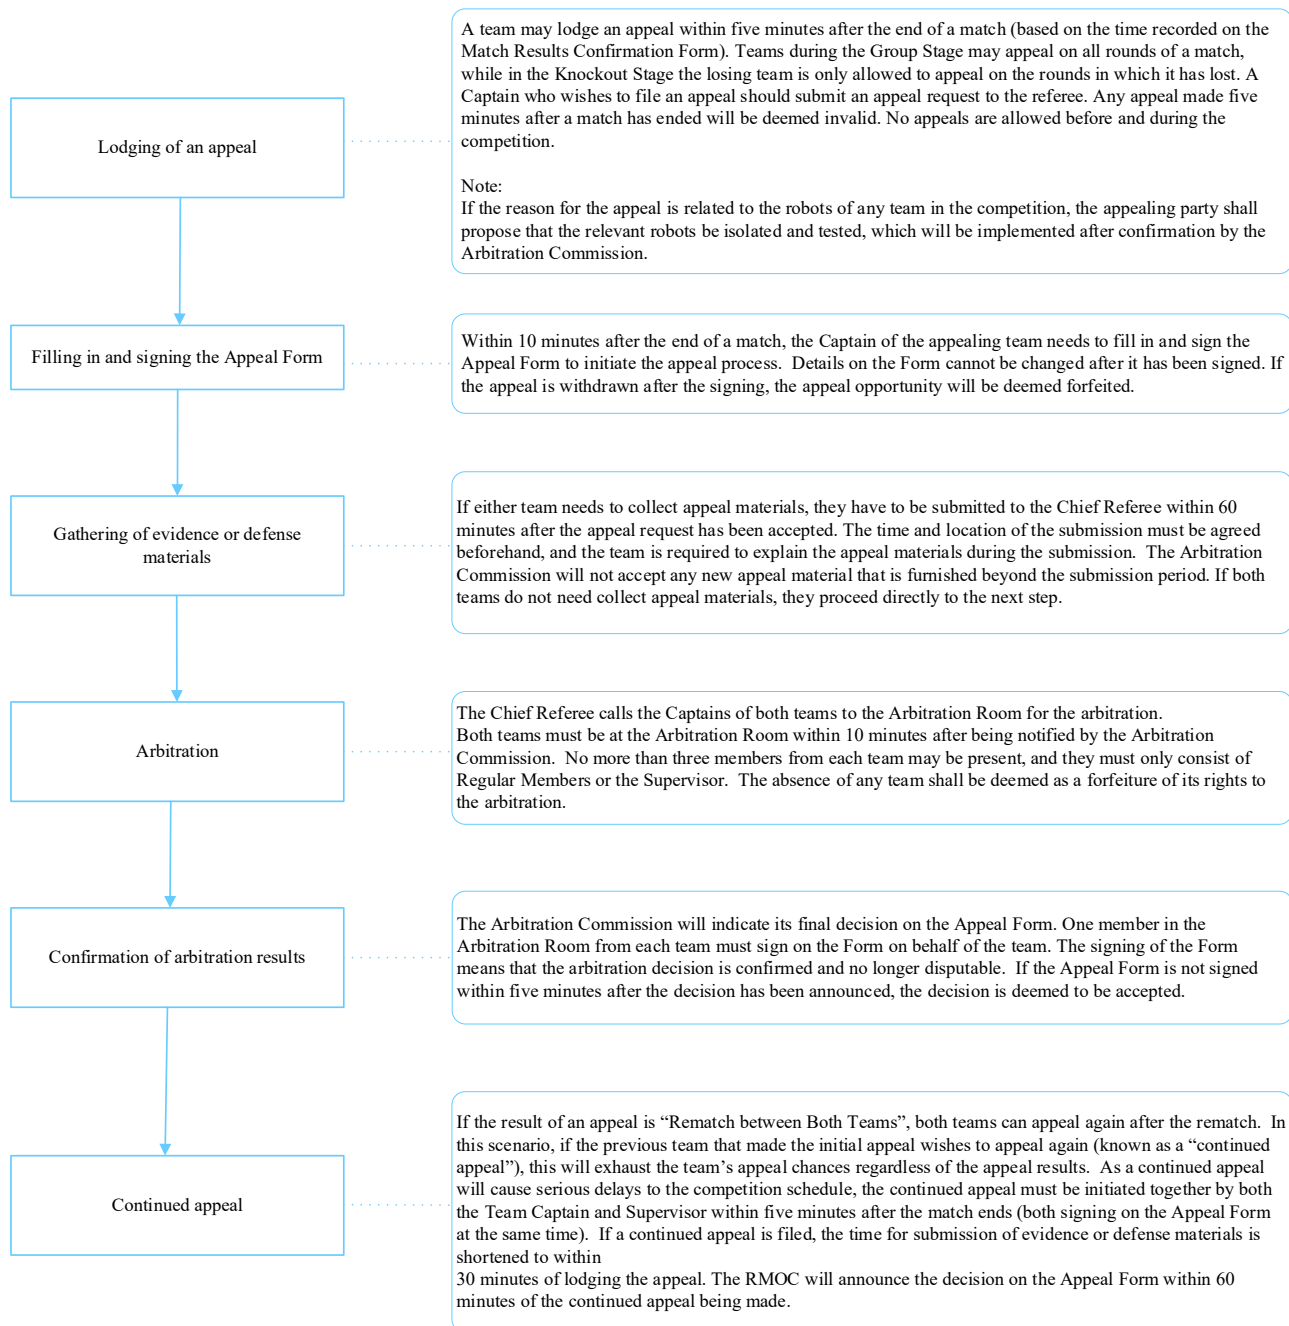 Lodging of an appeal
A team may lodge an appeal within five minutes after the end of a match (based on the time recorded on the
Match Results Confirmation Form). Teams during the Group Stage may appeal on all rounds of a match,
while in the Knockout Stage the losing team is only allowed to appeal on the rounds in which it has lost. A
Captain who wishes to file an appeal should submit an appeal request to the referee. Any appeal made five
minutes after a match has ended will be deemed invalid. No appeals are allowed before and during the
competition.
Note:
If the reason for the appeal is related to the robots of any team in the competition, the appealing party shall
propose that the relevant robots be isolated and tested, which will be implemented after confirmation by the
Arbitration Commission.
Filling in and signing the Appeal Form
Within 10 minutes after the end of a match, the Captain of the appealing team needs to fill in and sign the
Appeal Form to initiate the appeal process.  Details on the Form cannot be changed after it has been signed. If
the appeal is withdrawn after the signing, the appeal opportunity will be deemed forfeited.
Gathering of evidence or defense
materials
If either team needs to collect appeal materials, they have to be submitted to the Chief Referee within 60
minutes after the appeal request has been accepted. The time and location of the submission must be agreed
beforehand, and the team is required to explain the appeal materials during the submission.  The Arbitration
Commission will not accept any new appeal material that is furnished beyond the submission period. If both
teams do not need collect appeal materials, they proceed directly to the next step.
Arbitration
The Chief Referee calls the Captains of both teams to the Arbitration Room for the arbitration.
Both teams must be at the Arbitration Room within 10 minutes after being notified by the Arbitration
Commission.  No more than three members from each team may be present, and they must only consist of
Regular Members or the Supervisor.  The absence of any team shall be deemed as a forfeiture of its rights to
the arbitration.
Confirmation of arbitration results
The Arbitration Commission will indicate its final decision on the Appeal Form. One member in the
Arbitration Room from each team must sign on the Form on behalf of the team. The signing of the Form
means that the arbitration decision is confirmed and no longer disputable.  If the Appeal Form is not signed
within five minutes after the decision has been announced, the decision is deemed to be accepted.
Continued appeal
If the result of an appeal is “Rematch between Both Teams”, both teams can appeal again after the rematch.  In
this scenario, if the previous team that made the initial appeal wishes to appeal again (known as a “continued
appeal”), this will exhaust the team’s appeal chances regardless of the appeal results.  As a continued appeal
will cause serious delays to the competition schedule, the continued appeal must be initiated together by both
the Team Captain and Supervisor within five minutes after the match ends (both signing on the Appeal Form
at the same time).  If a continued appeal is filed, the time for submission of evidence or defense materials is
shortened to within
30 minutes of lodging the appeal. The RMOC will announce the decision on the Appeal Form within 60
minutes of the continued appeal being made.